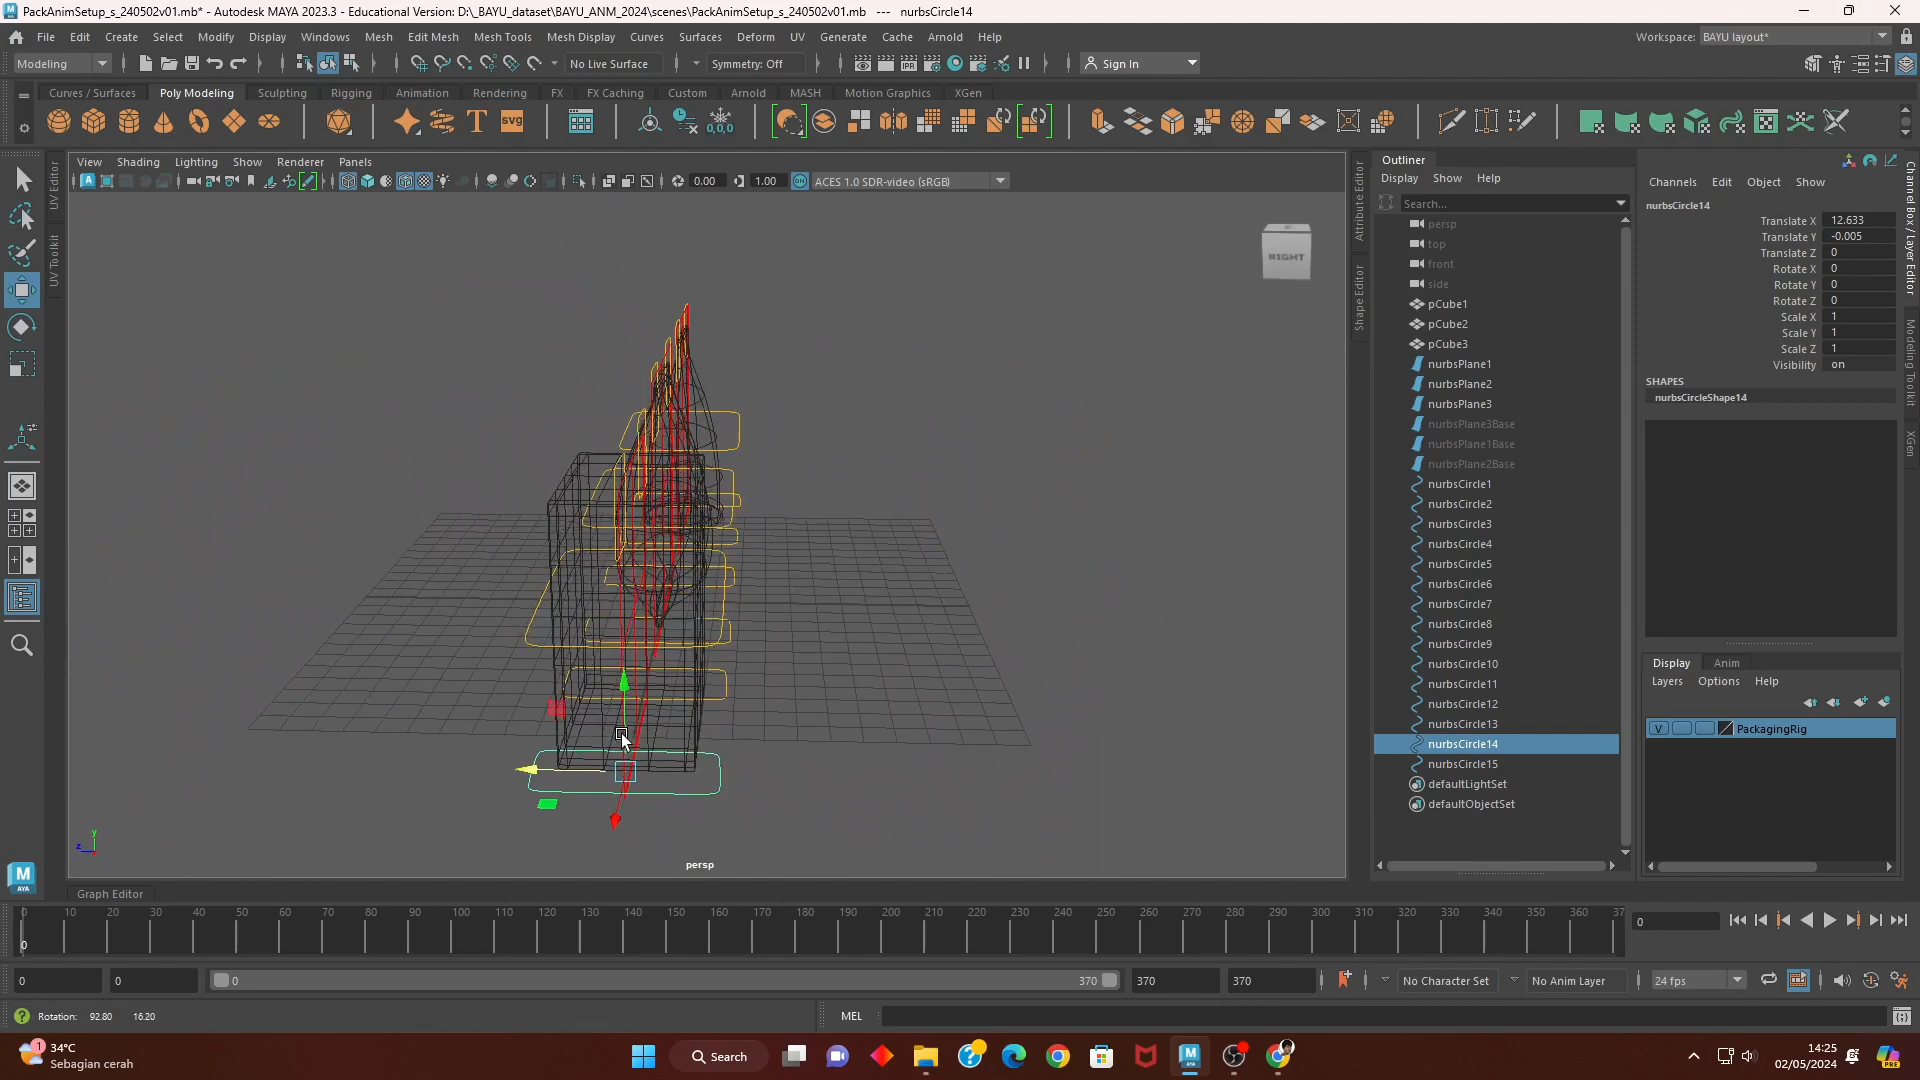 PackAnimSetup_s_240502v01.mb* - Autodesk MAYA 2023.3 - Educational Version: D:\_BAYU_dataset\BAYU_ANM_2024\scenes\PackAnimSetup_s_240502v01.mb --- nurbsCircle14
File Edit Create Select Modify Display Windows Mesh Edit Mesh Mesh Tools Mesh Display Curves Surfaces Deform UV Generate Cache Arnold Help
Workspace: BAYU layout*
Modeling
No Live Surface
Symmetry: Off
Sign In
Curves / Surfaces Poly Modeling Sculpting Rigging Animation Rendering FX FX Caching Custom Arnold MASH Motion Graphics XGen
View Shading Lighting Show Renderer Panels
0.00 1.00 ACES 1.0 SDR-video (sRGB)
UV Editor
UV Toolkit
RIGHT
persp
Attribute Editor
Shape Editor
Outliner
Display Show Help
Search...
persp
top
front
side
pCube1
pCube2
pCube3
nurbsPlane1
nurbsPlane2
nurbsPlane3
nurbsPlane3Base
nurbsPlane1Base
nurbsPlane2Base
nurbsCircle1
nurbsCircle2
nurbsCircle3
nurbsCircle4
nurbsCircle5
nurbsCircle6
nurbsCircle7
nurbsCircle8
nurbsCircle9
nurbsCircle10
nurbsCircle11
nurbsCircle12
nurbsCircle13
nurbsCircle14
nurbsCircle15
defaultLightSet
defaultObjectSet
Channels Edit Object Show
nurbsCircle14
Translate X 12.633
Translate Y -0.005
Translate Z 0
Rotate X 0
Rotate Y 0
Rotate Z 0
Scale X 1
Scale Y 1
Scale Z 1
Visibility on
SHAPES
nurbsCircleShape14
Display Anim
Layers Options Help
V PackagingRig
Channel Box / Layer Editor
Modeling Toolkit
XGen
Graph Editor
0 10 20 30 40 50 60 70 80 90 100 110 120 130 140 150 160 170 180 190 200 210 220 230 240 250 260 270 280 290 300 310 320 330 340 350 360 37
0
0
0 0 0 370 370 370 No Character Set No Anim Layer 24 fps
Rotation: 92.80 16.20
MEL
1
34°C
Sebagian cerah
Search
14:25
02/05/2024
PRE